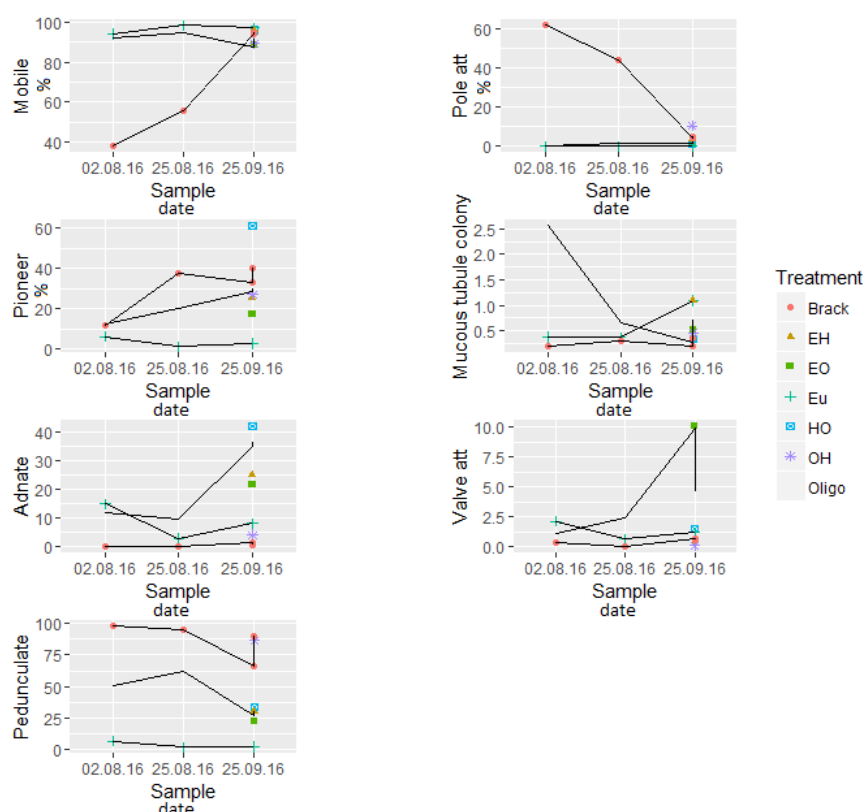 Mobile
%
100
80
60
40
02.08.16 25.08.16 25.09.16
Sample
date
Pole att
%
60
40
20
0
02.08.16 25.08.16 25.09.16
Sample
date
Pioneer
%
60
40
20
0
02.08.16 25.08.16 25.09.16
Sample
date
Mucous tubule colony
2.5
2.0
1.5
1.0
0.5
02.08.16 25.08.16 25.09.16
Sample
date
Adnate
40
30
20
10
0
02.08.16 25.08.16 25.09.16
Sample
date
Valve att
10.0
7.5
5.0
2.5
0.0
02.08.16 25.08.16 25.09.16
Sample
date
Pedunculate
100
75
50
25
0
02.08.16 25.08.16 25.09.16
Sample
date
Treatment
Brack
EH
EO
Eu
HO
OH
Oligo